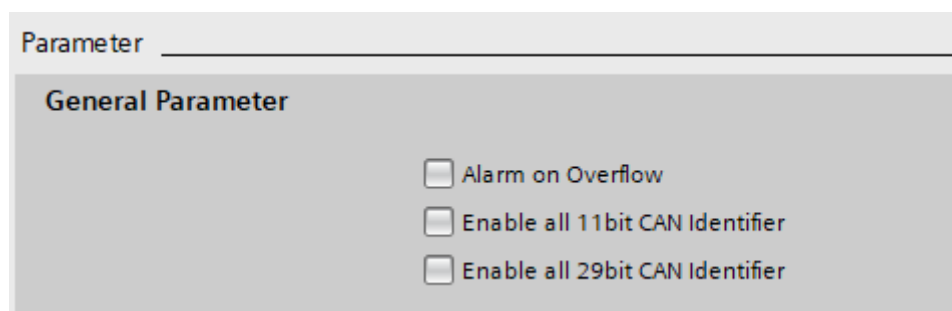 Parameter
General Parameter
Alarm on Overflow
Enable all 11bit CAN Identifier
Enable all 29bit CAN Identifier